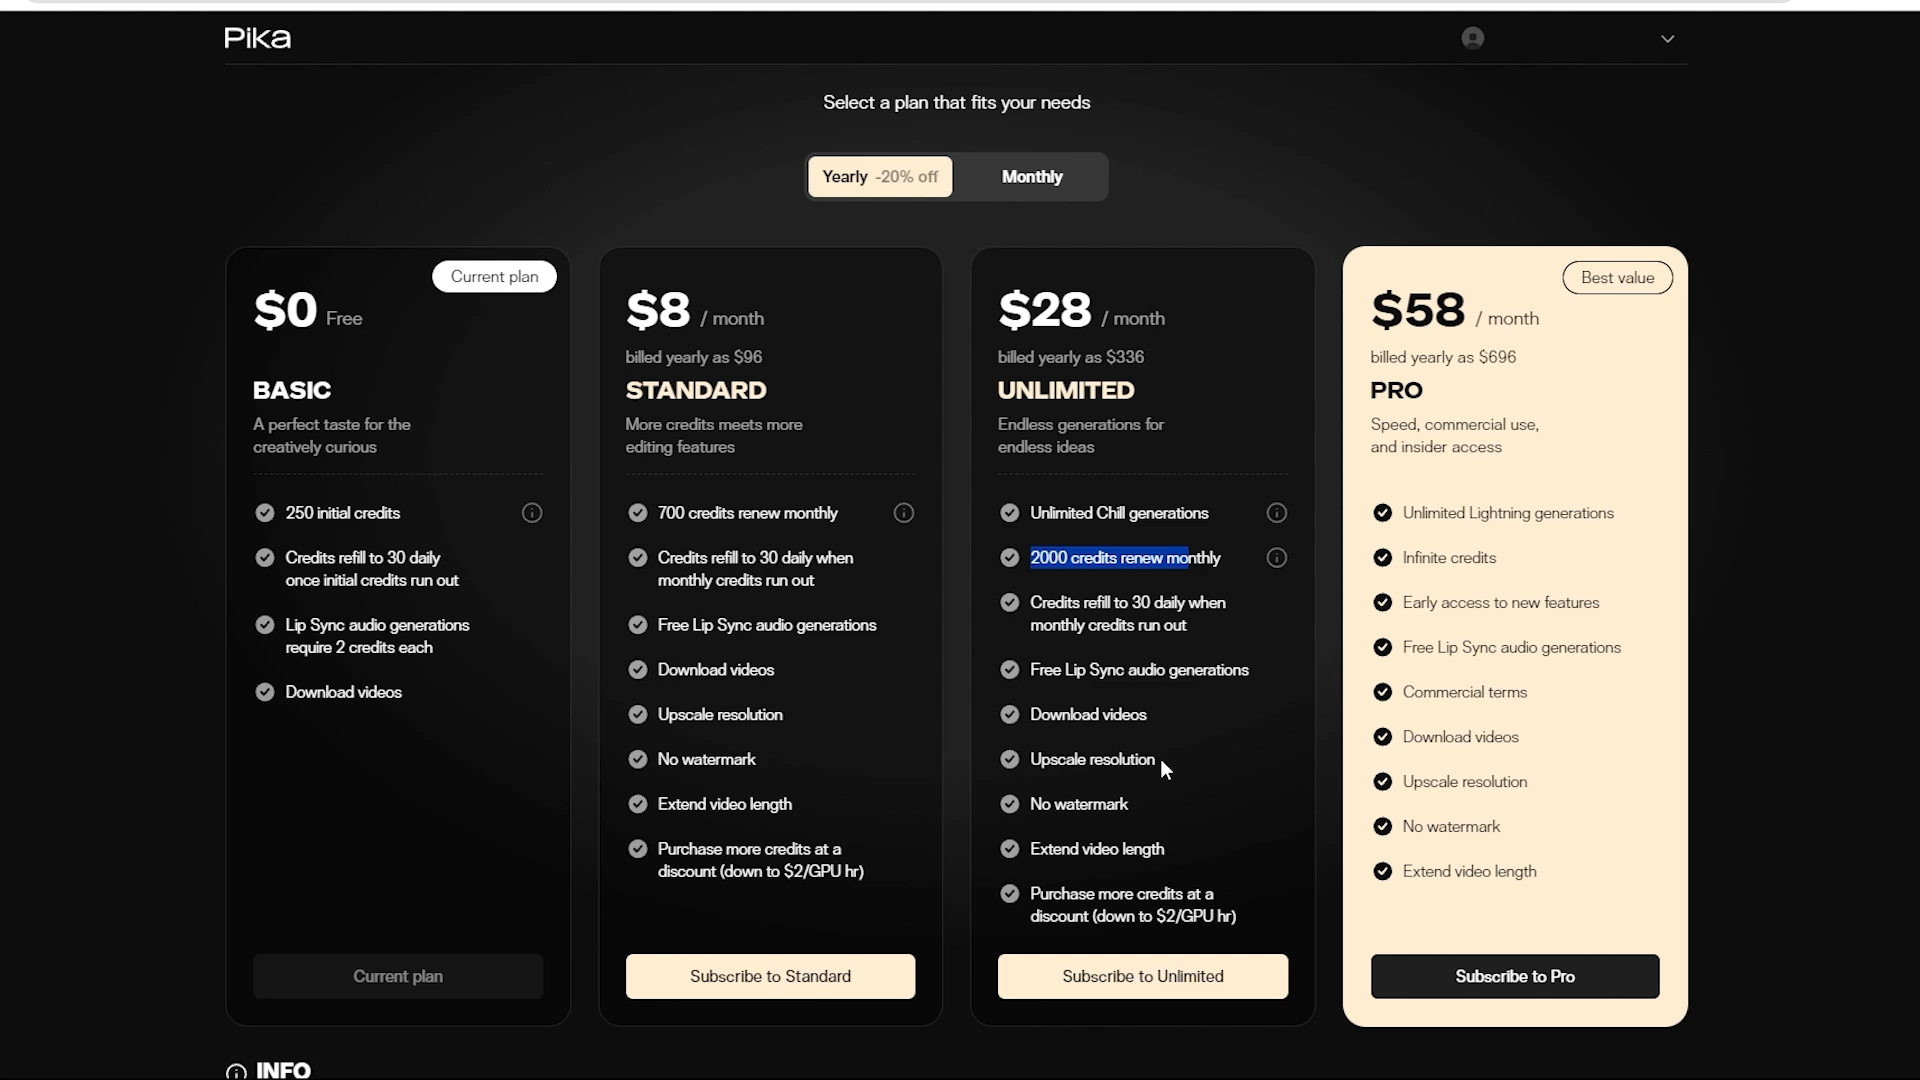 Pika
Select a plan that fits your needs
Yearly -20% off
Monthly
Current plan
$0 Free
BASIC
A perfect taste for the
creatively curious
250 initial credits
Credits refill to 30 daily
once initial credits run out
Lip Sync audio generations
require 2 credits each
Download videos
Current plan
$8 / month
billed yearly as $96
STANDARD
More credits meets more
editing features
700 credits renew monthly
Credits refill to 30 daily when
monthly credits run out
Free Lip Sync audio generations
Download videos
Upscale resolution
No watermark
Extend video length
Purchase more credits at a
discount (down to $2/GPU hr)
Subscribe to Standard
$28 / month
billed yearly as $336
UNLIMITED
Endless generations for
endless ideas
Unlimited Chill generations
2000 credits renew monthly
Credits refill to 30 daily when
monthly credits run out
Free Lip Sync audio generations
Download videos
Upscale resolution
No watermark
Extend video length
Purchase more credits at a
discount (down to $2/GPU hr)
Subscribe to Unlimited
Best value
$58 / month
billed yearly as $696
PRO
Speed, commercial use,
and insider access
Unlimited Lightning generations
Infinite credits
Early access to new features
Free Lip Sync audio generations
Commercial terms
Download videos
Upscale resolution
No watermark
Extend video length
Subscribe to Pro
INFO